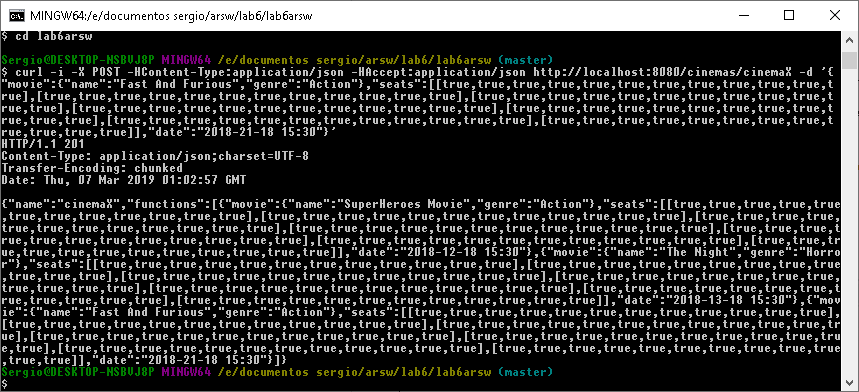 MINGW64:/e/documentos sergio/arsw/lab6/lab6arsw
$ cd lab6arsw
Sergio@DESKTOP-NSBVJ8P MINGW64 /e/documentos sergio/arsw/lab6/lab6arsw (master)
$ curl -i -X POST -HContent-Type:application/json -HAccept:application/json http://localhost:8080/cinemas/cinemaX -d '{
"movie":{"name":"Fast And Furious","genre":"Action"},"seats":[[true,true,true,true,true,true,true,true,true,true,true,t
rue],[true,true,true,true,true,true,true,true,true,true,true,true],[true,true,true,true,true,true,true,true,true,true,t
rue,true],[true,true,true,true,true,true,true,true,true,true,true,true],[true,true,true,true,true,true,true,true,true,t
rue,true,true],[true,true,true,true,true,true,true,true,true,true,true,true],[true,true,true,true,true,true,true,true,t
rue,true,true,true]],"date":"2018-21-18 15:30"}'
HTTP/1.1 201
Content-Type: application/json;charset=UTF-8
Transfer-Encoding: chunked
Date: Thu, 07 Mar 2019 01:02:57 GMT
{"name":"cinemaX","functions":[{"movie":{"name":"SuperHeroes Movie","genre":"Action"},"seats":[[true,true,true,true,true
,true,true,true,true,true,true,true],[true,true,true,true,true,true,true,true,true,true,true,true],[true,true,true,true,
true,true,true,true,true,true,true,true],[true,true,true,true,true,true,true,true,true,true,true,true],[true,true,true,t
rue,true,true,true,true,true,true,true,true],[true,true,true,true,true,true,true,true,true,true,true,true],[true,true,tr
ue,true,true,true,true,true,true,true,true,true]],"date":"2018-12-18 15:30"},{"movie":{"name":"The Night","genre":"Horro
r"},"seats":[[true,true,true,true,true,true,true,true,true,true,true,true],[true,true,true,true,true,true,true,true,true
,true,true,true],[true,true,true,true,true,true,true,true,true,true,true,true],[true,true,true,true,true,true,true,true,
true,true,true,true],[true,true,true,true,true,true,true,true,true,true,true,true],[true,true,true,true,true,true,true,t
rue,true,true,true,true],[true,true,true,true,true,true,true,true,true,true,true,true]],"date":"2018-13-18 15:30"},{"mov
ie":{"name":"Fast And Furious","genre":"Action"},"seats":[[true,true,true,true,true,true,true,true,true,true,true,true],
[true,true,true,true,true,true,true,true,true,true,true,true],[true,true,true,true,true,true,true,true,true,true,true,tr
ue],[true,true,true,true,true,true,true,true,true,true,true,true],[true,true,true,true,true,true,true,true,true,true,tru
e,true],[true,true,true,true,true,true,true,true,true,true,true,true],[true,true,true,true,true,true,true,true,true,true
,true,true]],"date":"2018-21-18 15:30"}]}
Sergio@DESKTOP-NSBVJ8P MINGW64 /e/documentos sergio/arsw/lab6/lab6arsw (master)
$